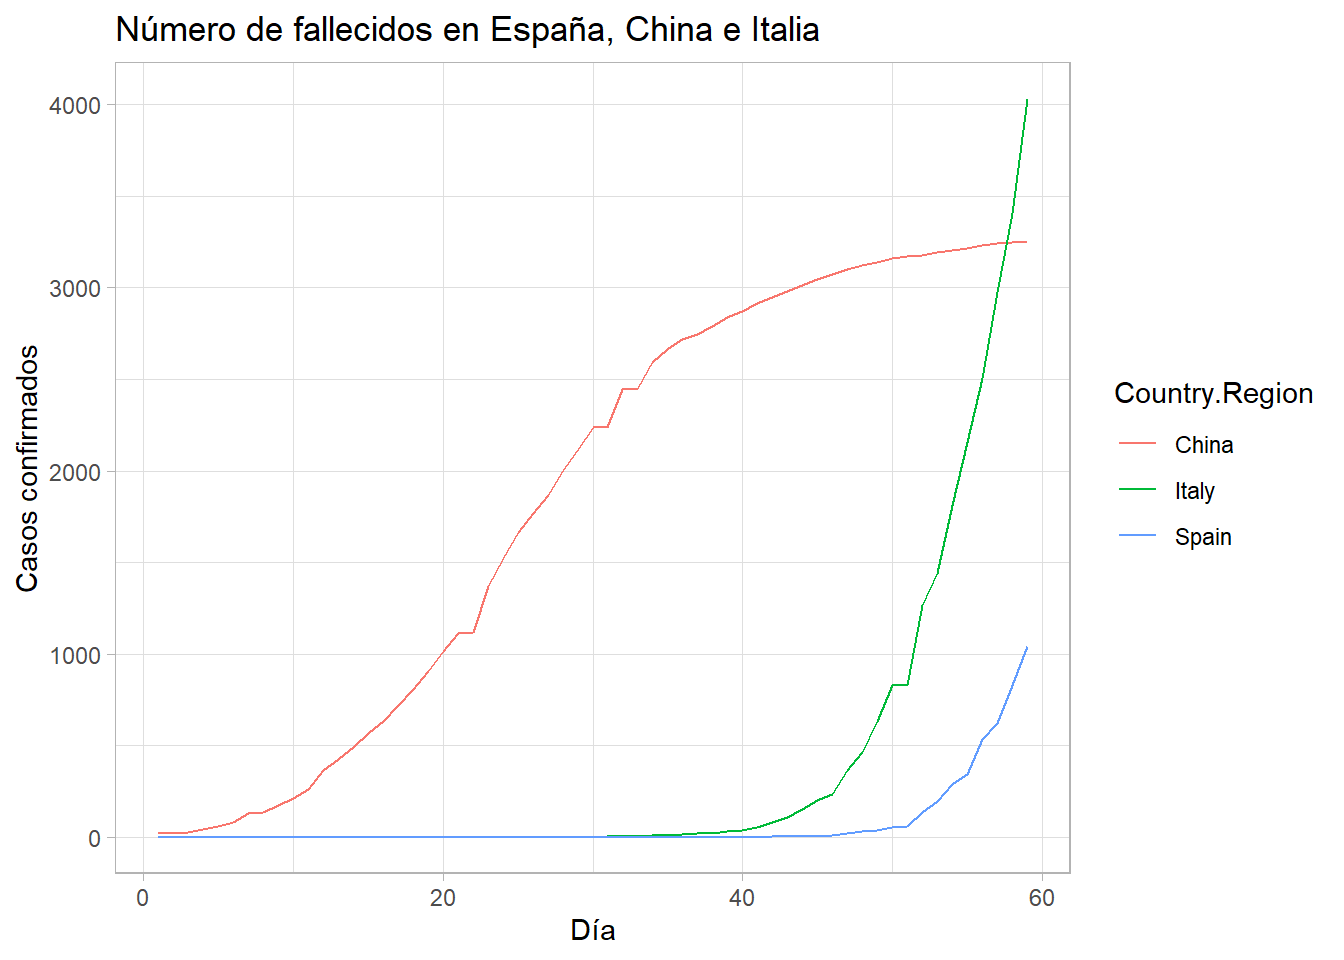 Número de fallecidos en España, China e Italia
4000
3000
2000
1000
0
Casos confirmados
0
20
40
60
Día
Country.Region
China
Italy
Spain